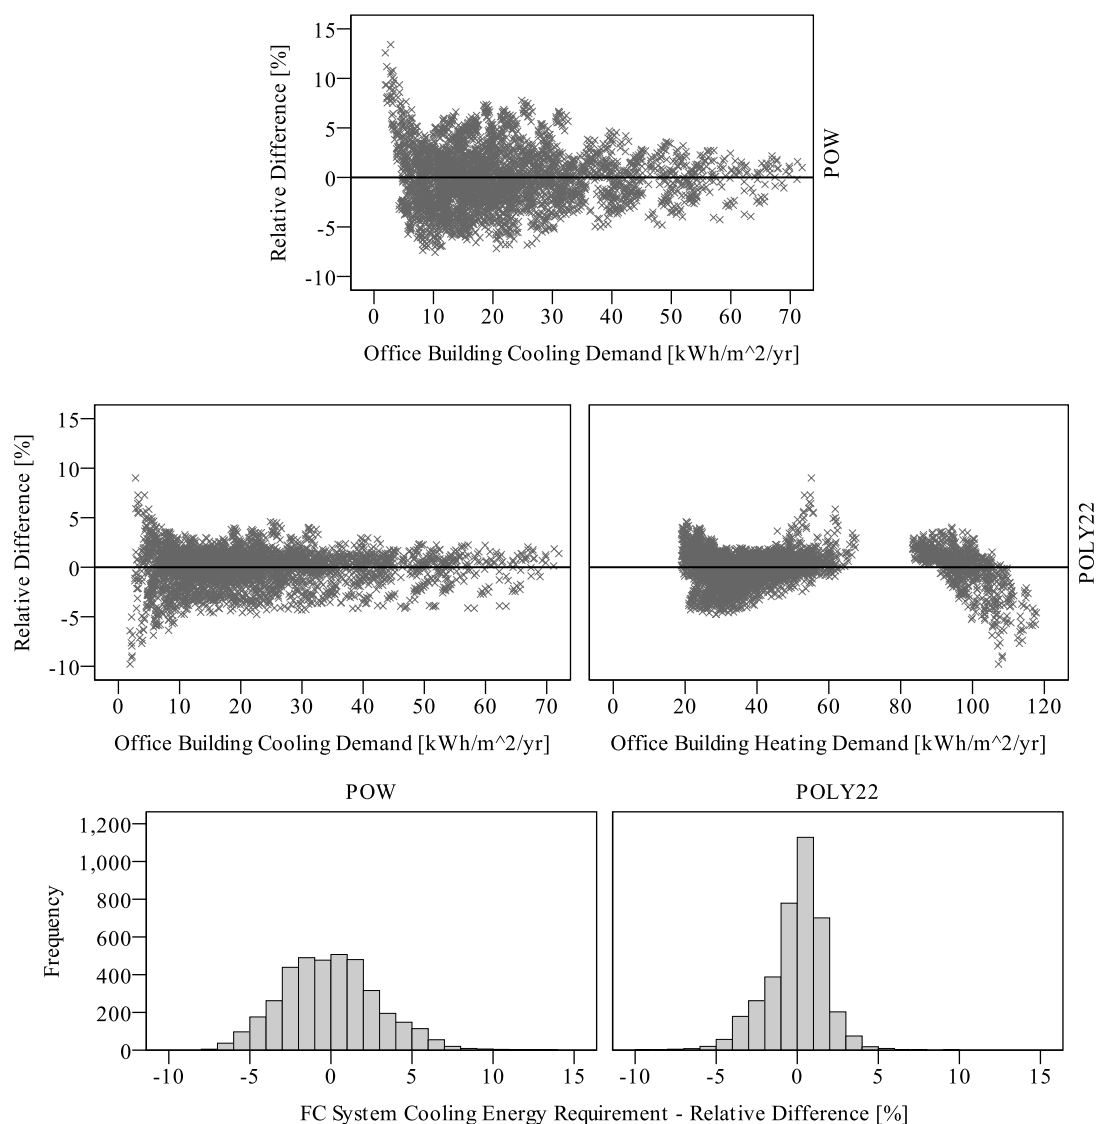 15
10
5
0
-5
-10
Relative Difference [%]
POW
0 10 20 30 40 50 60 70
Office Building Cooling Demand [kWh/m^2/yr]
15
10
5
0
-5
-10
Relative Difference [%]
POLY22
0 10 20 30 40 50 60 70
0 20 40 60 80 100 120
Office Building Cooling Demand [kWh/m^2/yr]
Office Building Heating Demand [kWh/m^2/yr]
POW
POLY22
1,200
1,000
800
600
400
200
0
Frequency
-10 -5 0 5 10 15
-10 -5 0 5 10 15
FC System Cooling Energy Requirement - Relative Difference [%]